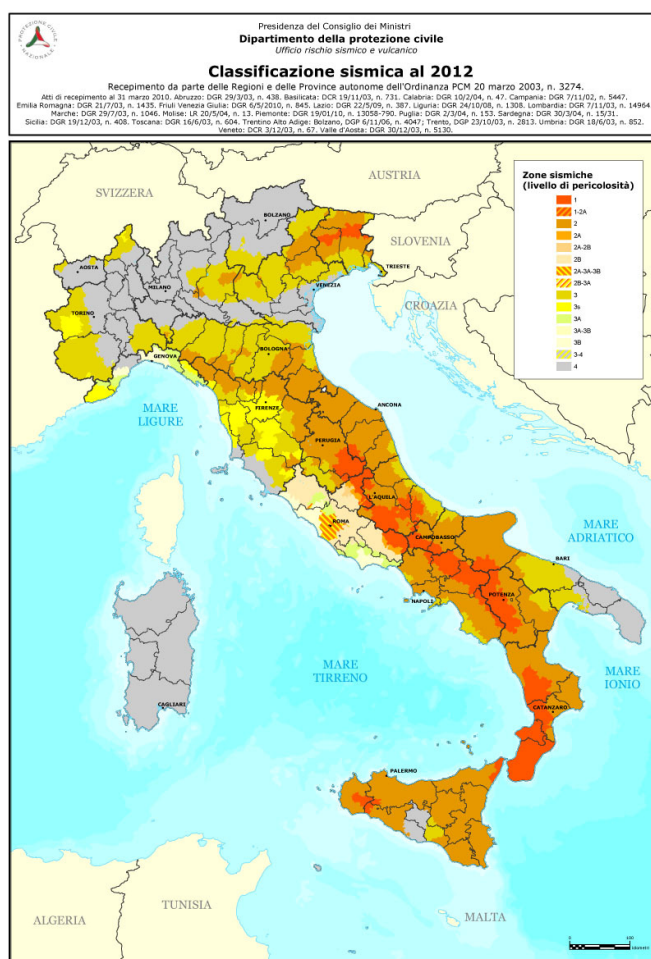 PROTEZIONE CIVILE
NAZIONALE
Presidenza del Consiglio dei Ministri
Dipartimento della protezione civile
Ufficio rischio sismico e vulcanico
Classificazione sismica al 2012
Recepimento da parte delle Regioni e delle Province autonome dell'Ordinanza PCM 20 marzo 2003, n. 3274.
Atti di recepimento al 31 marzo 2010. Abruzzo: DGR 29/3/03, n. 438. Basilicata: DCR 19/11/03, n. 731. Calabria: DGR 10/2/04, n. 47. Campania: DGR 7/11/02, n. 5447.
Emilia Romagna: DGR 21/7/03, n. 1435. Friuli Venezia Giulia: DGR 6/5/2010, n. 845. Lazio: DGR 22/5/09, n. 387. Liguria: DGR 24/10/08, n. 1308. Lombardia: DGR 7/11/03, n. 14964
Marche: DGR 29/7/03, n. 1046. Molise: LR 20/5/04, n. 13. Piemonte: DGR 19/01/10, n. 13058-790. Puglia: DGR 2/3/04, n. 153. Sardegna: DGR 30/3/04, n. 15/31.
Sicilia: DGR 19/12/03, n. 408. Toscana: DGR 16/6/03, n. 604. Trentino Alto Adige: Bolzano, DGP 6/11/06, n. 4047; Trento, DGP 23/10/03, n. 2813. Umbria: DGR 18/6/03, n. 852.
Veneto: DCR 3/12/03, n. 67. Valle d'Aosta: DGR 30/12/03, n. 5130.
AUSTRIA
SVIZZERA
BOLZANO
SLOVENIA
AOSTA
TRIESTE
MILANO
VENEZIA
CROAZIA
TORINO
GENOVA
BOLOGNA
FIRENZE
ANCONA
MARE
LIGURE
PERUGIA
L'AQUILA
ROMA
CAMPOBASSO
MARE
ADRIATICO
BARI
NAPOLI
POTENZA
MARE
TIRRENO
MARE
IONIO
CAGLIARI
CATANZARO
PALERMO
TUNISIA
ALGERIA
MALTA
Zone sismiche
(livello di pericolosità)
1
1-2A
2
2A
2A-2B
2B
2A-3A-3B
2B-3A
3
3s
3A
3A-3B
3B
3-4
4